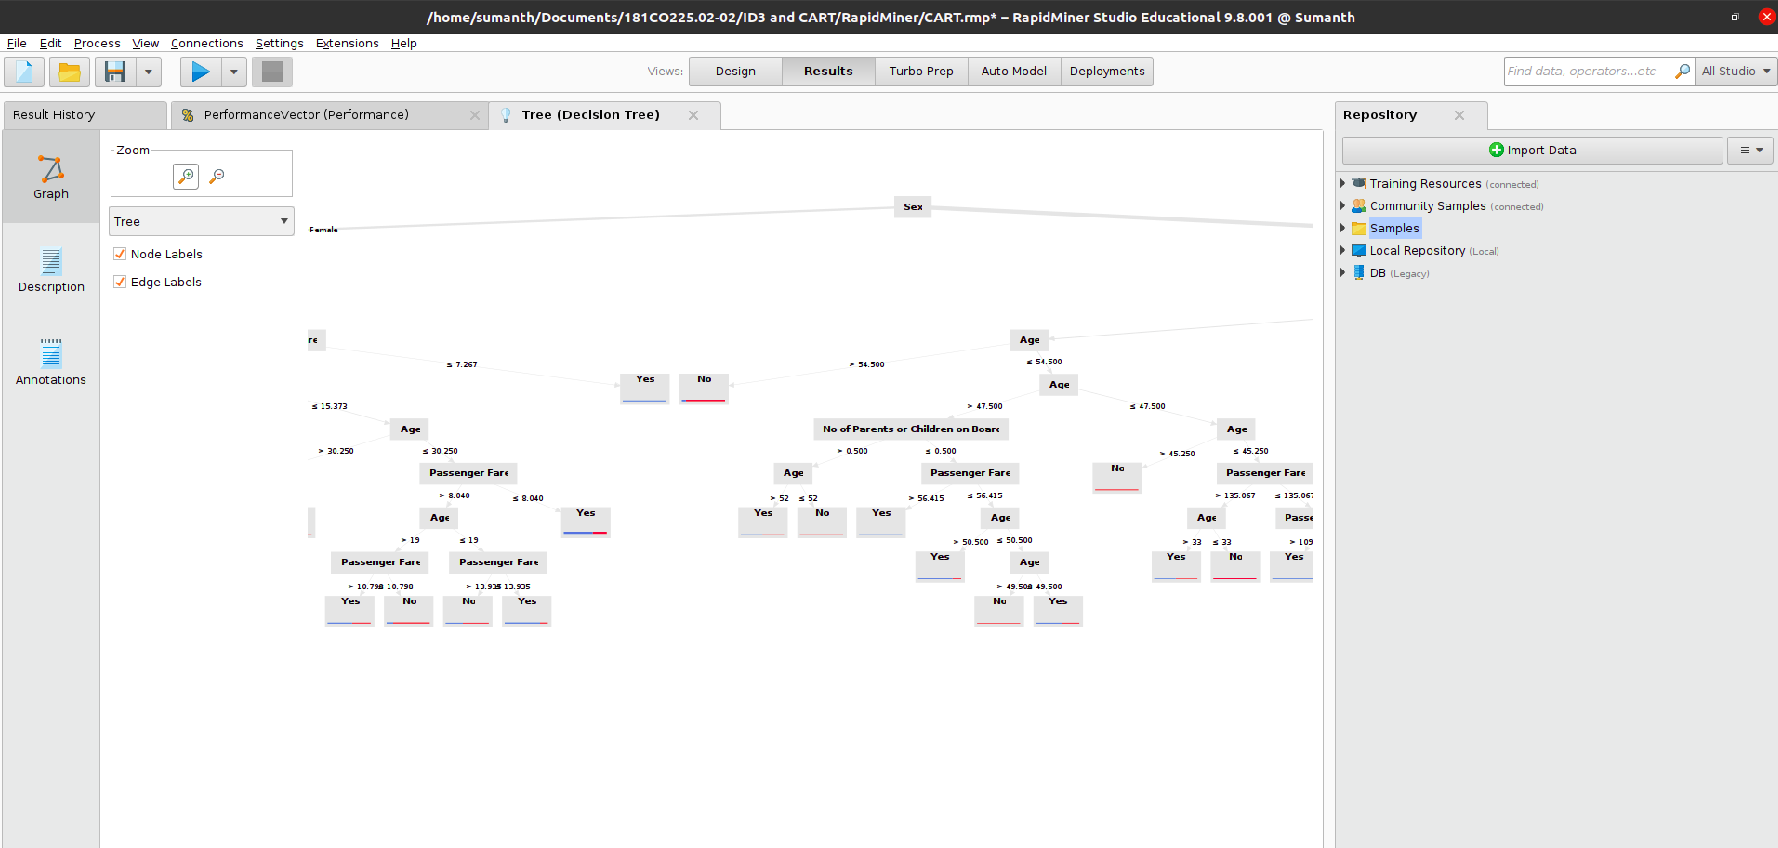 /home/sumanth/Documents/181CO225.02-02/ID3 and CART/RapidMiner/CART.rmp* – RapidMiner Studio Educational 9.8.001 @ Sumanth
File Edit Process View Connections Settings Extensions Help
Views: Design Results Turbo Prep Auto Model Deployments Find data, operators...etc All Studio
Result History PerformanceVector (Performance) Tree (Decision Tree) Repository
Zoom Import Data
Graph
Tree
Node Labels
Edge Labels
Description
Annotations
Training Resources (connected)
Community Samples (connected)
Samples
Local Repository (Local)
DB (Legacy)
Sex
Female
re Age
≤ 7.267 > 54.500 ≤ 54.500
Yes No Age
≤ 15.373 > 47.500 ≤ 47.500
Age No of Parents or Children on Board Age
> 30.250 ≤ 30.250 > 0.500 ≤ 0.500 > 45.250 ≤ 45.250
Passenger Fare Age Passenger Fare No Passenger Fare
> 8.040 ≤ 8.040 > 52 ≤ 52 > 56.415 ≤ 56.415 > 135.067 ≤ 135.067
Age Yes Yes No Yes Age Age Passe
> 19 ≤ 19 > 50.500 ≤ 50.500 > 33 ≤ 33 > 109
Passenger Fare Passenger Fare Yes Age Yes No Yes
> 10.798 10.798 > 13.935 13.935 > 49.500 49.500
Yes No No Yes No Yes